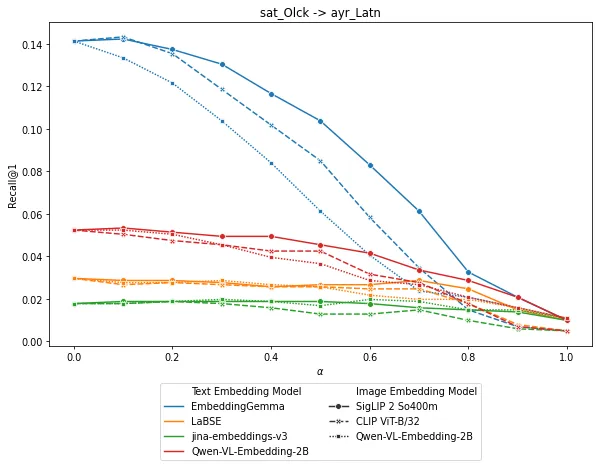 sat_Olck -> ayr_Latn
0.14
0.12
0.10
0.08
0.06
0.04
0.02
0.00
Recall@1
0.0 0.2 0.4 0.6 0.8 1.0
α
Text Embedding Model Image Embedding Model
EmbeddingGemma SigLIP 2 So400m
LaBSE CLIP ViT-B/32
jina-embeddings-v3 Qwen-VL-Embedding-2B
Qwen-VL-Embedding-2B